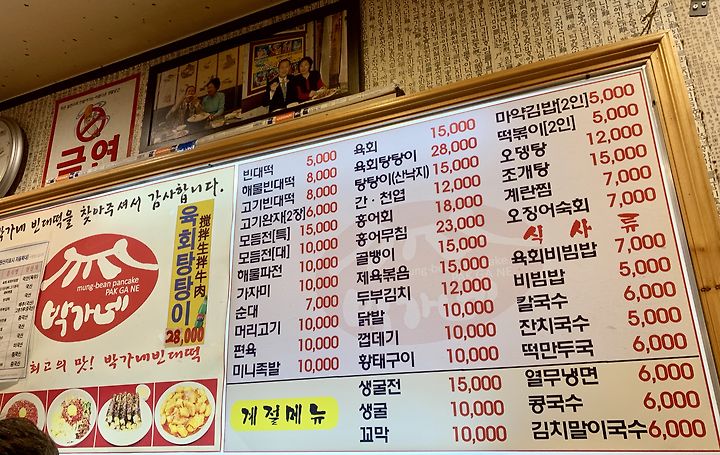 금연
박가네 빈대떡을 찾아주셔서 감사합니다.
mung-bean pancake
PAK GA NE
박가네
육회탕탕이
攪拌生拌牛肉
28,000
최고의 맛! 박가네빈대떡
빈대떡 5,000
해물빈대떡 8,000
고기빈대떡 8,000
고기완자[2장] 6,000
모듬전[특] 15,000
모듬전[대] 10,000
해물파전 10,000
가자미 10,000
순대 7,000
머리고기 10,000
편육 10,000
미니족발 10,000
육회 15,000
육회탕탕이 28,000
탕탕이(산낙지) 15,000
간·천엽 12,000
홍어회 18,000
홍어무침 23,000
골뱅이 15,000
제육볶음 15,000
두부김치 12,000
닭발 10,000
껍데기 10,000
황태구이 10,000
마약김밥[2인] 5,000
떡볶이[2인] 5,000
오뎅탕 12,000
조개탕 15,000
계란찜 7,000
오징어숙회 15,000
식사류
육회비빔밥 7,000
비빔밥 7,000
칼국수 6,000
잔치국수 5,000
떡만두국 6,000
계절메뉴
생굴전 15,000
생굴 10,000
꼬막 10,000
열무냉면 6,000
콩국수 6,000
김치말이국수 6,000